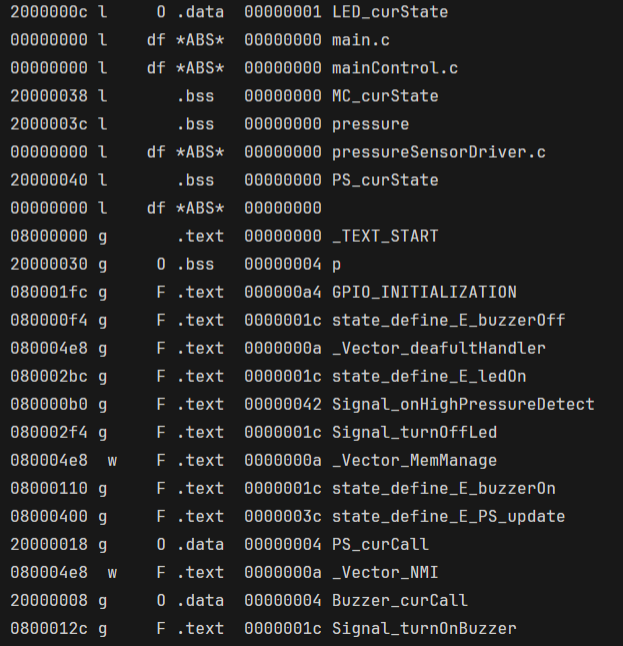 2000000c l     O .data  00000001 LED_curState
00000000 l    df *ABS*  00000000 main.c
00000000 l    df *ABS*  00000000 mainControl.c
20000038 l       .bss   00000000 MC_curState
2000003c l       .bss   00000000 pressure
00000000 l    df *ABS*  00000000 pressureSensorDriver.c
20000040 l       .bss   00000000 PS_curState
00000000 l    df *ABS*  00000000
08000000 g       .text  00000000 _TEXT_START
20000030 g     O .bss   00000004 p
080001fc g     F .text  000000a4 GPIO_INITIALIZATION
080000f4 g     F .text  0000001c state_define_E_buzzerOff
080004e8 g     F .text  0000000a _Vector_deafultHandler
080002bc g     F .text  0000001c state_define_E_ledOn
080000b0 g     F .text  00000042 Signal_onHighPressureDetect
080002f4 g     F .text  0000001c Signal_turnOffLed
080004e8  w    F .text  0000000a _Vector_MemManage
08000110 g     F .text  0000001c state_define_E_buzzerOn
08000400 g     F .text  0000003c state_define_E_PS_update
20000018 g     O .data  00000004 PS_curCall
080004e8  w    F .text  0000000a _Vector_NMI
20000008 g     O .data  00000004 Buzzer_curCall
0800012c g     F .text  0000001c Signal_turnOnBuzzer